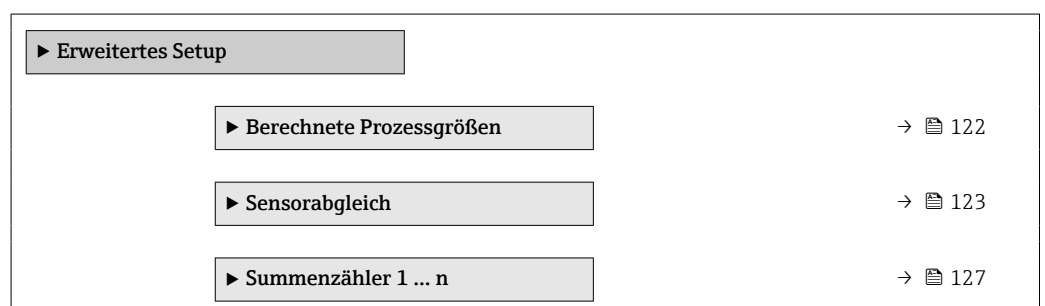 ▶ Erweitertes Setup
▶ Berechnete Prozessgrößen → 122
▶ Sensorabgleich → 123
▶ Summenzähler 1 … n → 127